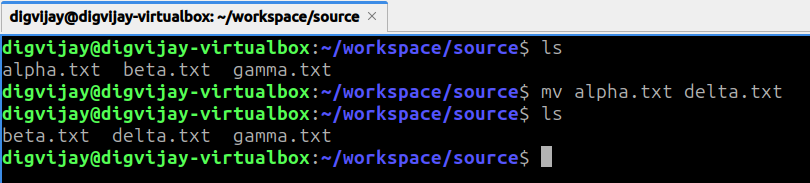 digvijay@digvijay-virtualbox: ~/workspace/source ×
digvijay@digvijay-virtualbox:~/workspace/source$ ls
alpha.txt  beta.txt  gamma.txt
digvijay@digvijay-virtualbox:~/workspace/source$ mv alpha.txt delta.txt
digvijay@digvijay-virtualbox:~/workspace/source$ ls
beta.txt  delta.txt  gamma.txt
digvijay@digvijay-virtualbox:~/workspace/source$